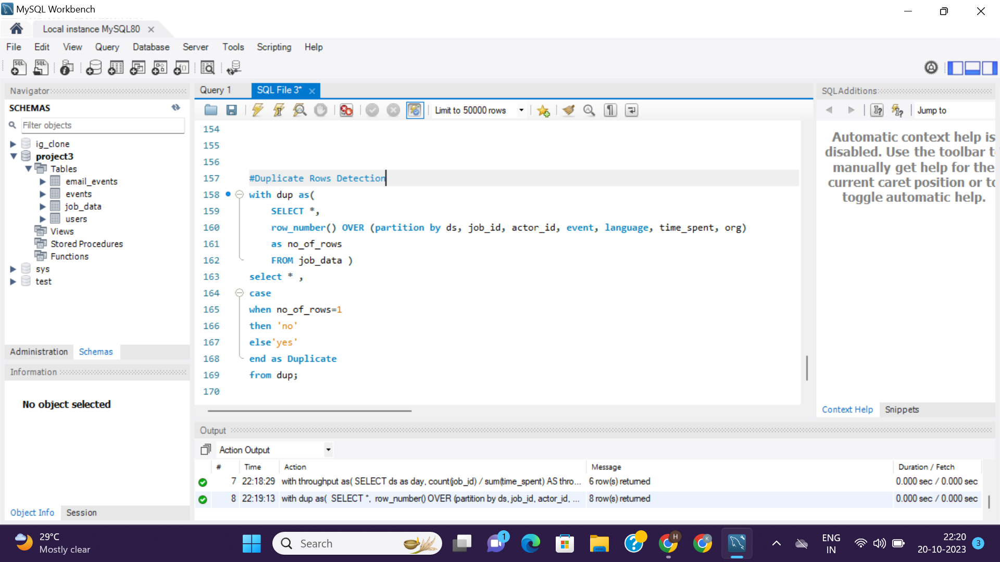 MySQL Workbench
Local instance MySQL80
File Edit View Query Database Server Tools Scripting Help
Navigator
SCHEMAS
Filter objects
ig_clone
project3
Tables
email_events
events
job_data
users
Views
Stored Procedures
Functions
sys
test
Administration Schemas
Information
No object selected
Object Info Session
Query 1 SQL File 3*
Limit to 50000 rows
154
155
156
157 #Duplicate Rows Detection
158 with dup as(
159 SELECT *,
160 row_number() OVER (partition by ds, job_id, actor_id, event, language, time_spent, org)
161 as no_of_rows
162 FROM job_data )
163 select * ,
164 case
165 when no_of_rows=1
166 then 'no'
167 else'yes'
168 end as Duplicate
169 from dup;
170
SQLAdditions
Jump to
Automatic context help is
disabled. Use the toolbar t
manually get help for the
current caret position or to
toggle automatic help.
Context Help Snippets
Output
Action Output
# Time Action Message Duration / Fetch
7 22:18:29 with throughput as( SELECT ds as day, count(job_id) / sum(time_spent) AS thro... 6 row(s) returned 0.000 sec / 0.000 sec
8 22:19:13 with dup as( SELECT *, row_number() OVER (partition by ds, job_id, actor_id, ... 8 row(s) returned 0.000 sec / 0.000 sec
29°C
Mostly clear
Search
1
H
K
ENG
IN
22:20
20-10-2023
3